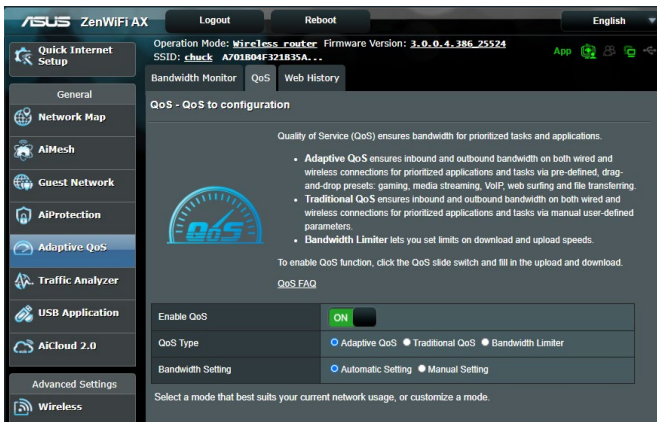 ASUS ZenWiFi AX Logout Reboot English
Quick Internet
Setup
General
Network Map
AiMesh
Guest Network
AiProtection
Adaptive QoS
Traffic Analyzer
USB Application
AiCloud 2.0
Advanced Settings
Wireless
Operation Mode: Wireless router Firmware Version: 3.0.0.4.386_25524
SSID: chuck A701B04F321B35A...
App
Bandwidth Monitor QoS Web History
QoS - QoS to configuration
QoS
Quality of Service (QoS) ensures bandwidth for prioritized tasks and applications.
• Adaptive QoS ensures inbound and outbound bandwidth on both wired and
wireless connections for prioritized applications and tasks via pre-defined, drag-
and-drop presets: gaming, media streaming, VoIP, web surfing and file transferring.
• Traditional QoS ensures inbound and outbound bandwidth on both wired and
wireless connections for prioritized applications and tasks via manual user-defined
parameters.
• Bandwidth Limiter lets you set limits on download and upload speeds.
To enable QoS function, click the QoS slide switch and fill in the upload and download.
QoS FAQ
Enable QoS ON
QoS Type Adaptive QoS Traditional QoS Bandwidth Limiter
Bandwidth Setting Automatic Setting Manual Setting
Select a mode that best suits your current network usage, or customize a mode.